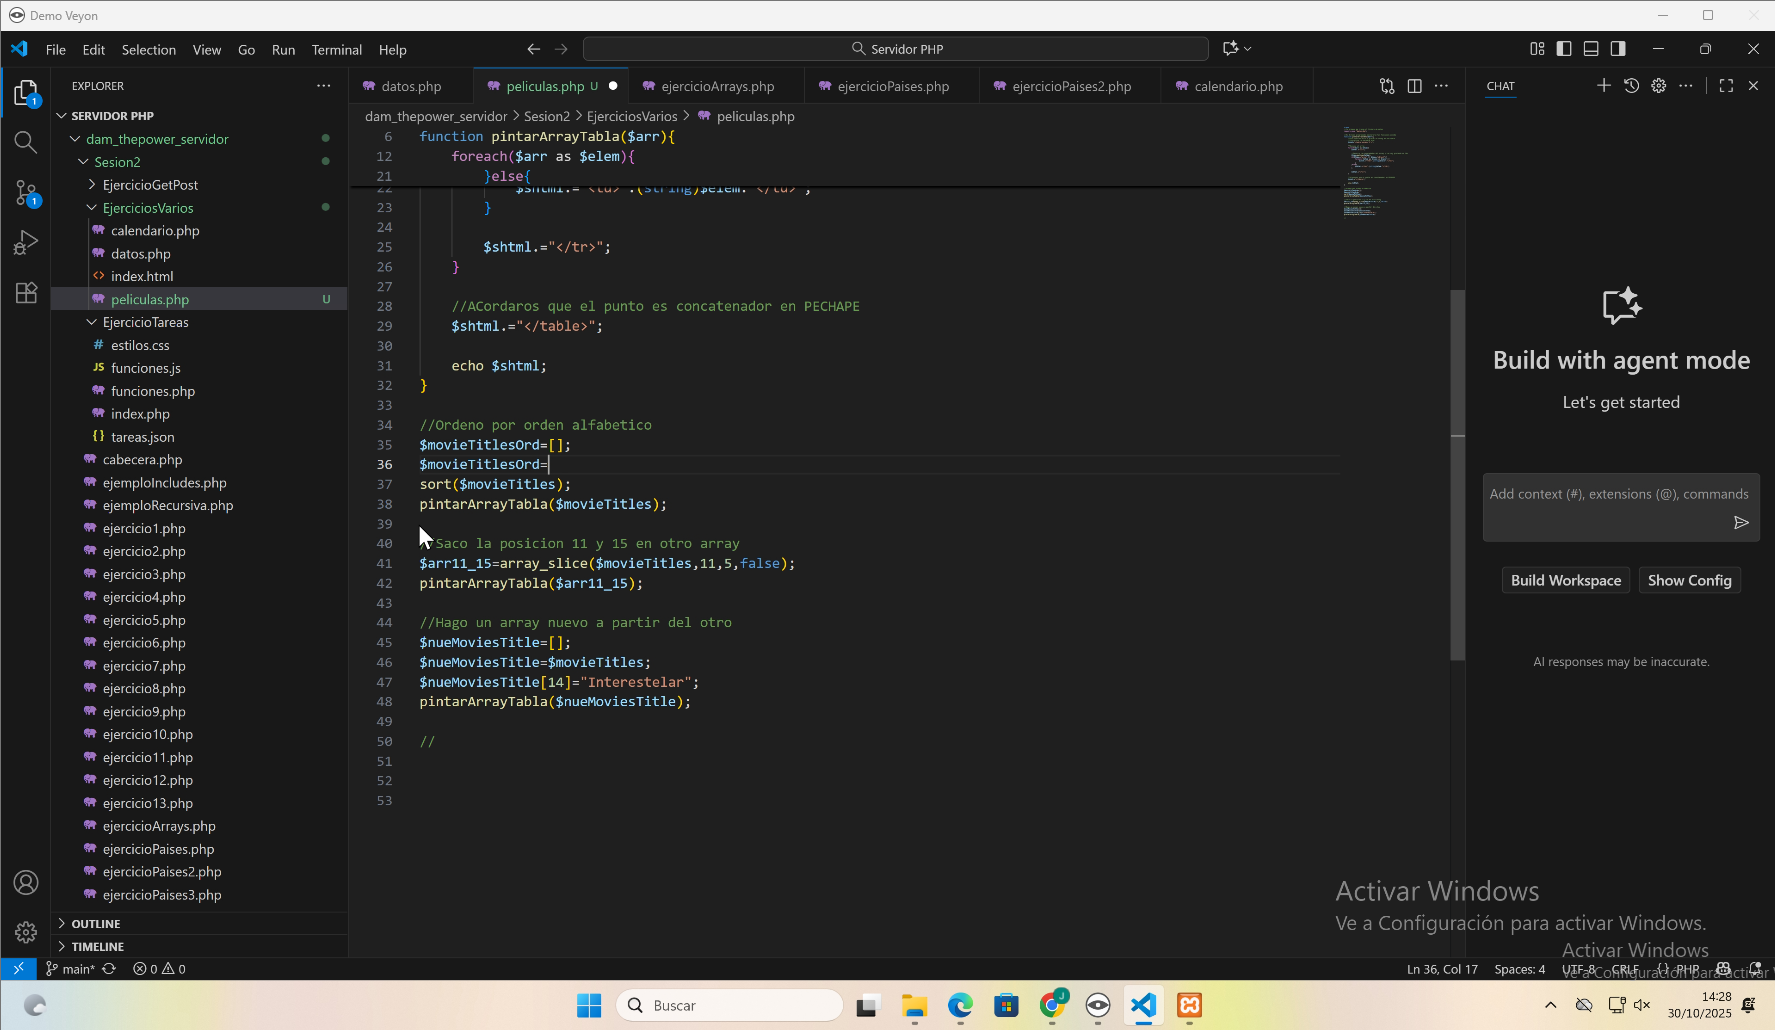 Demo Veyon
File Edit Selection View Go Run Terminal Help
Servidor PHP
EXPLORER
SERVIDOR PHP
dam_thepower_servidor
Sesion2
EjercicioGetPost
EjerciciosVarios
calendario.php
datos.php
index.html
peliculas.php U
EjercicioTareas
estilos.css
funciones.js
funciones.php
index.php
tareas.json
cabecera.php
ejemploIncludes.php
ejemploRecursiva.php
ejercicio1.php
ejercicio2.php
ejercicio3.php
ejercicio4.php
ejercicio5.php
ejercicio6.php
ejercicio7.php
ejercicio8.php
ejercicio9.php
ejercicio10.php
ejercicio11.php
ejercicio12.php
ejercicio13.php
ejercicioArrays.php
ejercicioPaises.php
ejercicioPaises2.php
ejercicioPaises3.php
OUTLINE
TIMELINE
datos.php peliculas.php U ejercicioArrays.php ejercicioPaises.php ejercicioPaises2.php calendario.php
dam_thepower_servidor > Sesion2 > EjerciciosVarios > peliculas.php
6 function pintarArrayTabla($arr){
12 foreach($arr as $elem){
21 }else{
22 (string)$elem.
23 }
24
25 $shtml.="</tr>";
26 }
27
28 //ACordaros que el punto es concatenador en PECHAPE
29 $shtml.="</table>";
30
31 echo $shtml;
32 }
33
34 //Ordeno por orden alfabetico
35 $movieTitlesOrd=[];
36 $movieTitlesOrd=
37 sort($movieTitles);
38 pintarArrayTabla($movieTitles);
39
40 Saco la posicion 11 y 15 en otro array
41 $arr11_15=array_slice($movieTitles,11,5,false);
42 pintarArrayTabla($arr11_15);
43
44 //Hago un array nuevo a partir del otro
45 $nueMoviesTitle=[];
46 $nueMoviesTitle=$movieTitles;
47 $nueMoviesTitle[14]="Interestelar";
48 pintarArrayTabla($nueMoviesTitle);
49
50 //
51
52
53
CHAT
Build with agent mode
Let's get started
Add context (#), extensions (@), commands
Build Workspace Show Config
AI responses may be inaccurate.
Activar Windows
Ve a Configuración para activar Windows.
Activar Windows
main* 0 0 Ln 36, Col 17 Spaces: 4 UTF-8 CRLF {} PHP
Buscar
14:28
30/10/2025